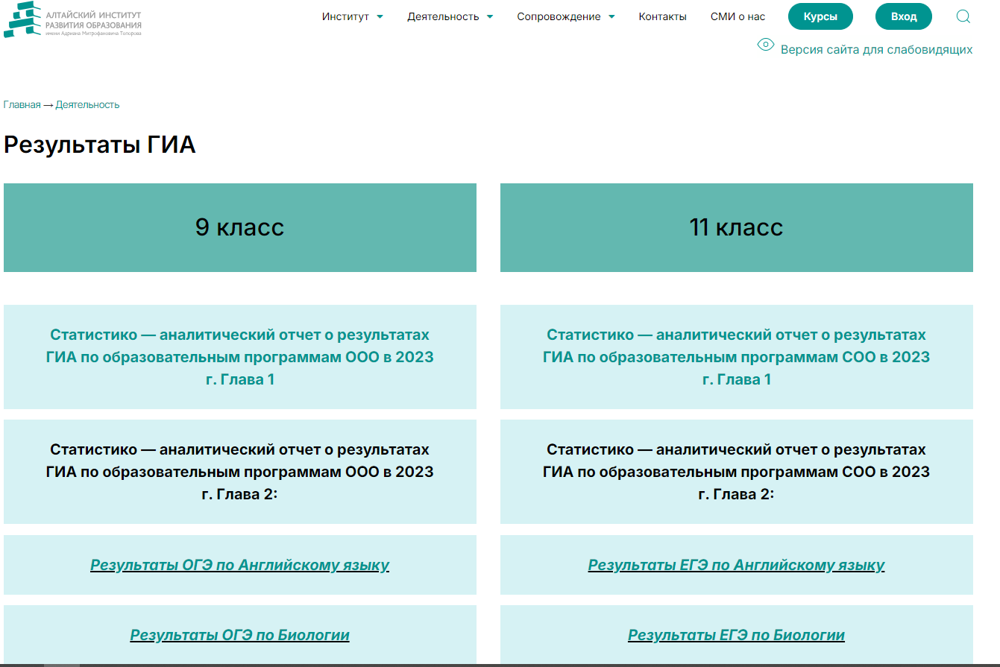 АЛТАЙСКИЙ ИНСТИТУТ
РАЗВИТИЯ ОБРАЗОВАНИЯ
имени Адриана Митрофановича Топорова
Институт
Деятельность
Сопровождение
Контакты
СМИ о нас
Курсы
Вход
Версия сайта для слабовидящих
Главная → Деятельность
Результаты ГИА
9 класс
11 класс
Статистико — аналитический отчет о результатах
ГИА по образовательным программам ООО в 2023
г. Глава 1
Статистико — аналитический отчет о результатах
ГИА по образовательным программам СОО в 2023
г. Глава 1
Статистико — аналитический отчет о результатах
ГИА по образовательным программам ООО в 2023
г. Глава 2:
Статистико — аналитический отчет о результатах
ГИА по образовательным программам СОО в 2023
г. Глава 2:
Результаты ОГЭ по Английскому языку
Результаты ЕГЭ по Английскому языку
Результаты ОГЭ по Биологии
Результаты ЕГЭ по Биологии